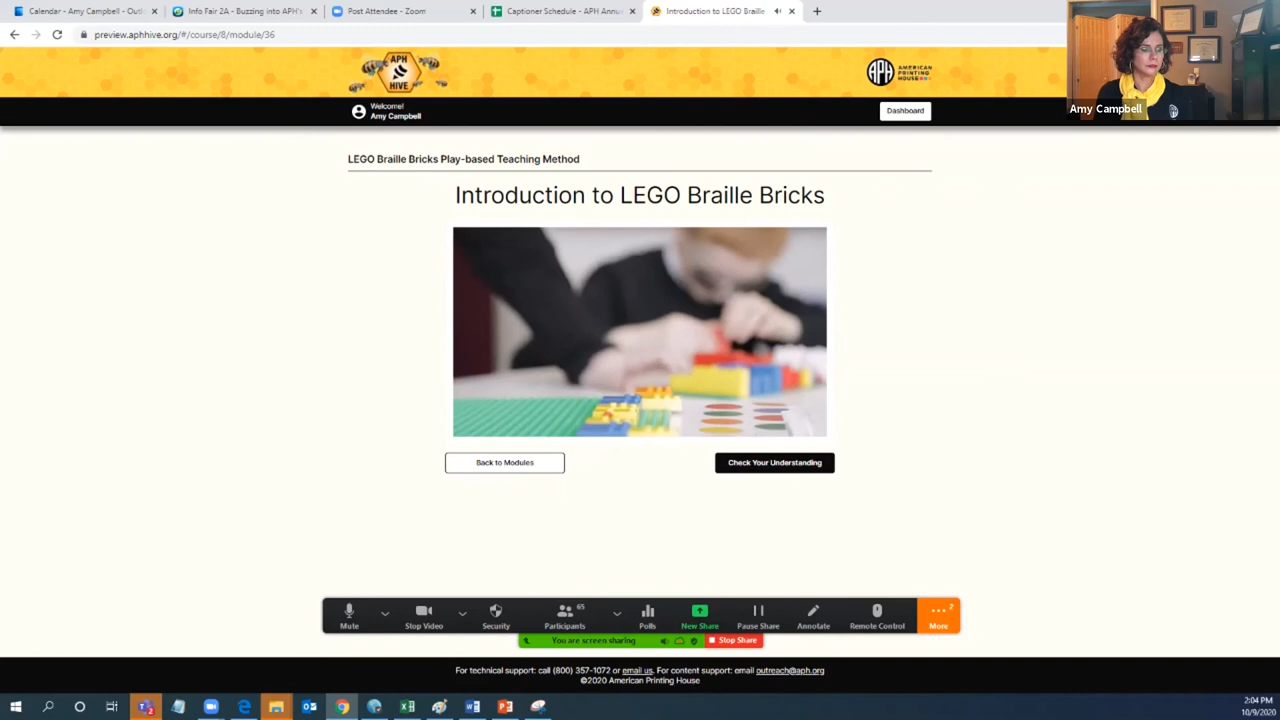 Calendar - Amy Campbell - Outl
Info Fair 2A - Buzzing into APH's
Post Attendee - Zoom
Captioner Schedule - APH Annu
Introduction to LEGO Braille
preview.aphhive.org/#/course/8/module/36
APH
HIVE
APH
AMERICAN
PRINTING
HOUSE
Amy Campbell
Welcome!
Amy Campbell
Dashboard
LEGO Braille Bricks Play-based Teaching Method
Introduction to LEGO Braille Bricks
Back to Modules
Check Your Understanding
65
2
Mute
Stop Video
Security
Participants
Polls
New Share
Pause Share
Annotate
Remote Control
More
You are screen sharing
Stop Share
For technical support: call (800) 357-1072 or email us. For content support: email outreach@aph.org
©2020 American Printing House
2:04 PM
10/9/2020